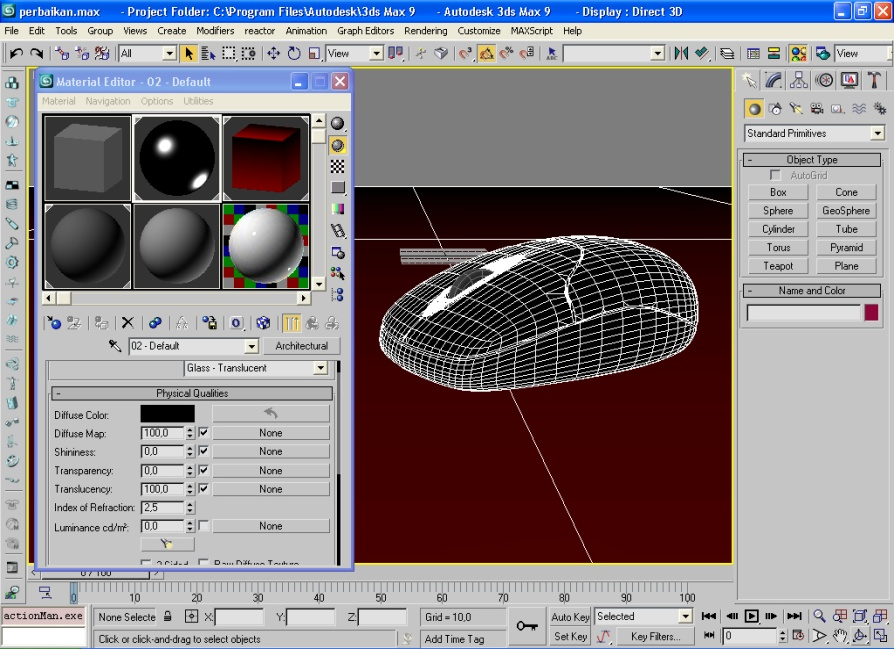 perbaikan.max - Project Folder: C:\Program Files\Autodesk\3ds Max 9 - Autodesk 3ds Max 9 - Display : Direct 3D
File Edit Tools Group Views Create Modifiers reactor Animation Graph Editors Rendering Customize MAXScript Help
All View View
Material Editor - 02 - Default
Material Navigation Options Utilities
Standard Primitives
- Object Type
AutoGrid
Box Cone
Sphere GeoSphere
Cylinder Tube
Torus Pyramid
Teapot Plane
- Name and Color
02 - Default Architectural
Glass - Translucent
- Physical Qualities
Diffuse Color:
Diffuse Map: 100,0 None
Shininess: 0,0 None
Transparency: 0,0 None
Translucency: 100,0 None
Index of Refraction: 2,5
Luminance cd/m²: 0,0 None
2-Sided Raw Diffuse Texture
0 / 100
0 10 20 30 40 50 60 70 80 90 100
actionMan.exe None Selecte X: Y: Z: Grid = 10,0 Auto Key Selected
Click or click-and-drag to select objects Add Time Tag Set Key Key Filters... 0